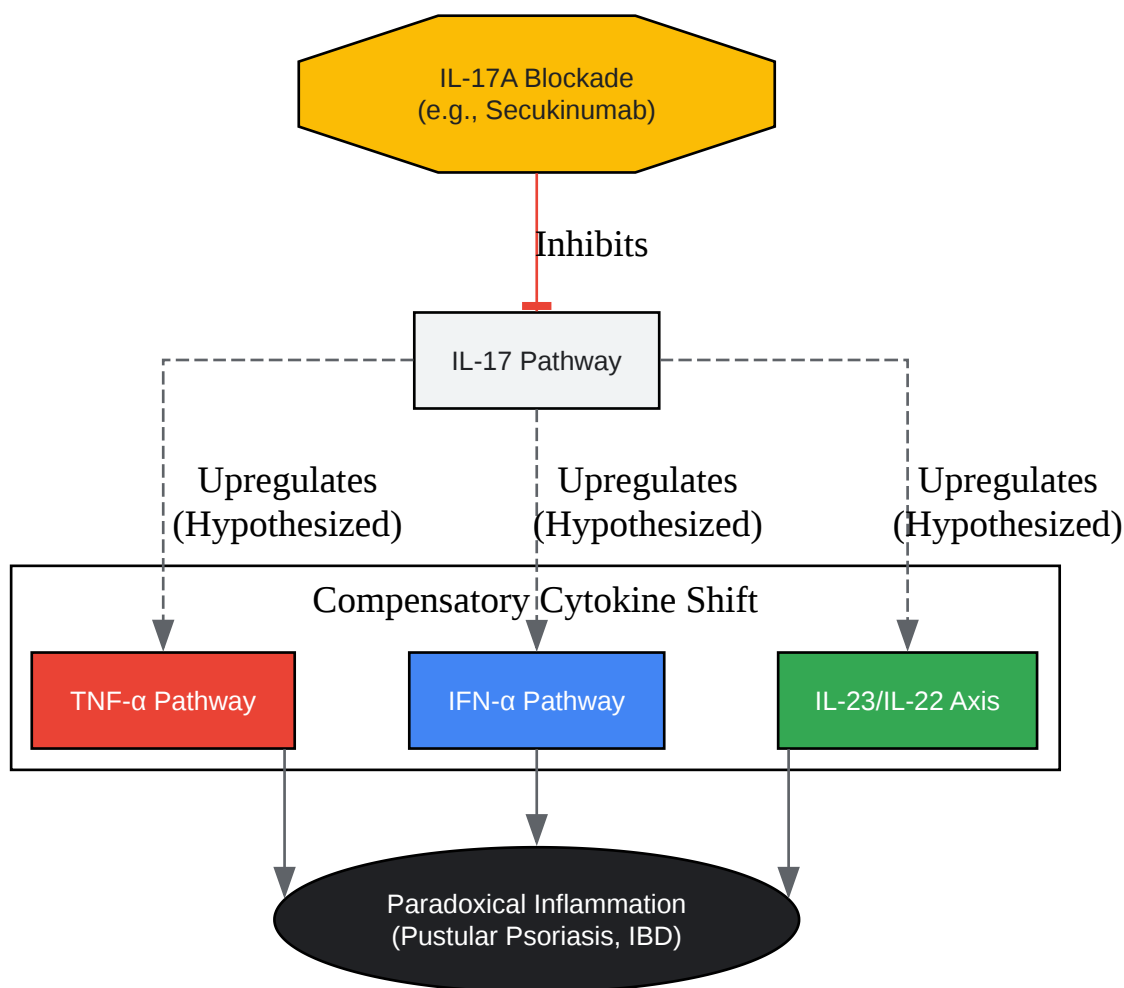 IL-17A Blockade
(e.g., Secukinumab)
Inhibits
IL-17 Pathway
Upregulates
(Hypothesized)
Upregulates
(Hypothesized)
Upregulates
(Hypothesized)
Compensatory Cytokine Shift
TNF-α Pathway
IFN-α Pathway
IL-23/IL-22 Axis
Paradoxical Inflammation
(Pustular Psoriasis, IBD)